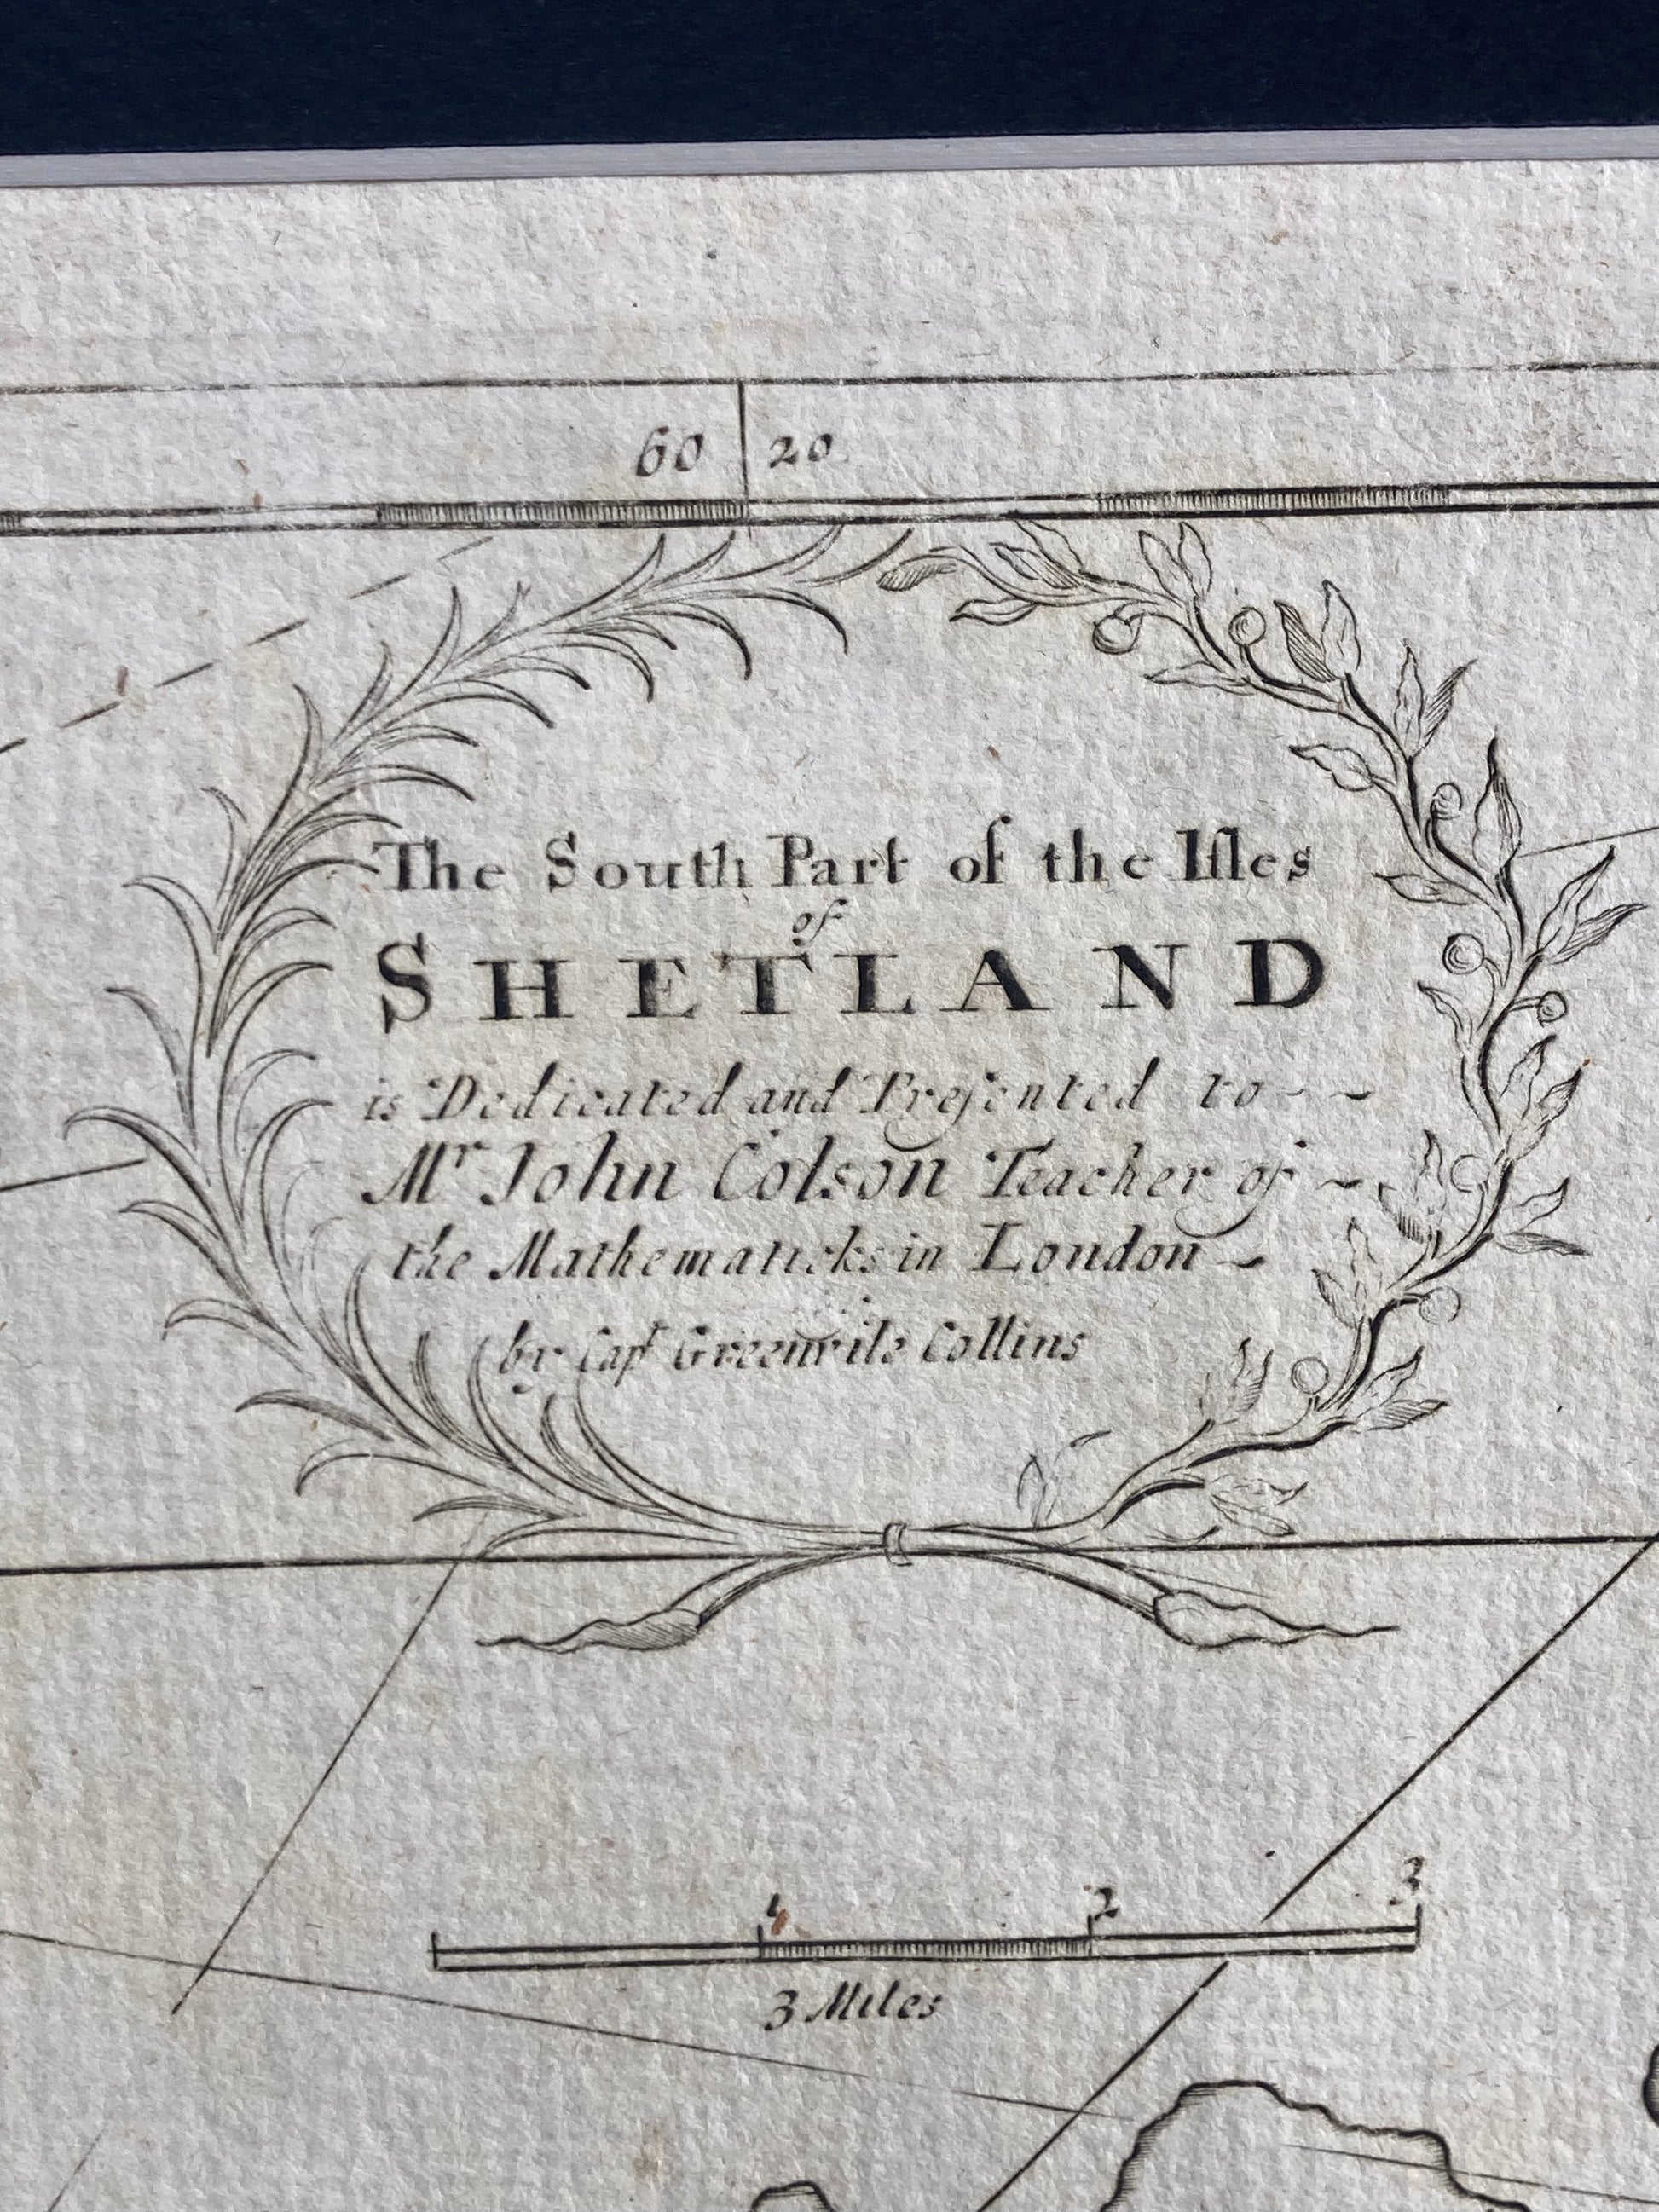 60 20
The South Part of the Iſles
of
SHETLAND
is Dedicated and Preſented to - -
Mr John Colson Teacher of -
the Mathematicks in London -
by Capt Greenvile Collins
1 2 3
3 Miles